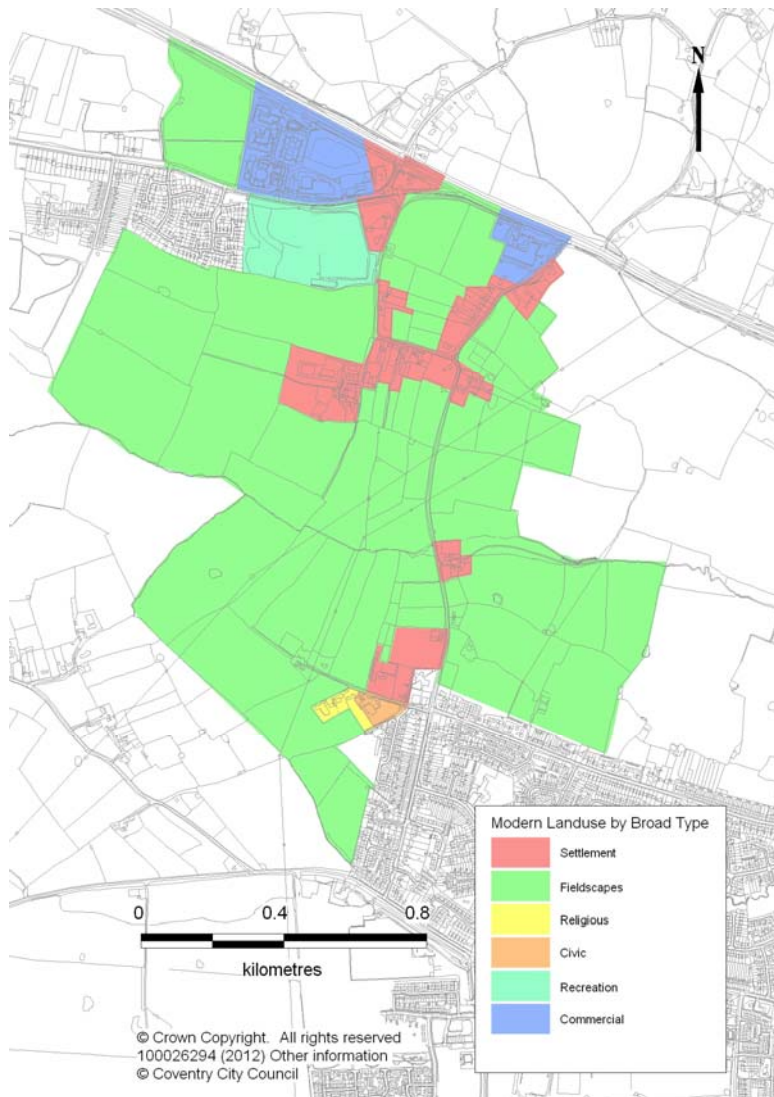 N
Modern Landuse by Broad Type
Settlement
Fieldscapes
Religious
Civic
Recreation
Commercial
0 0.4 0.8
kilometres
© Crown Copyright. All rights reserved
100026294 (2012) Other information
© Coventry City Council